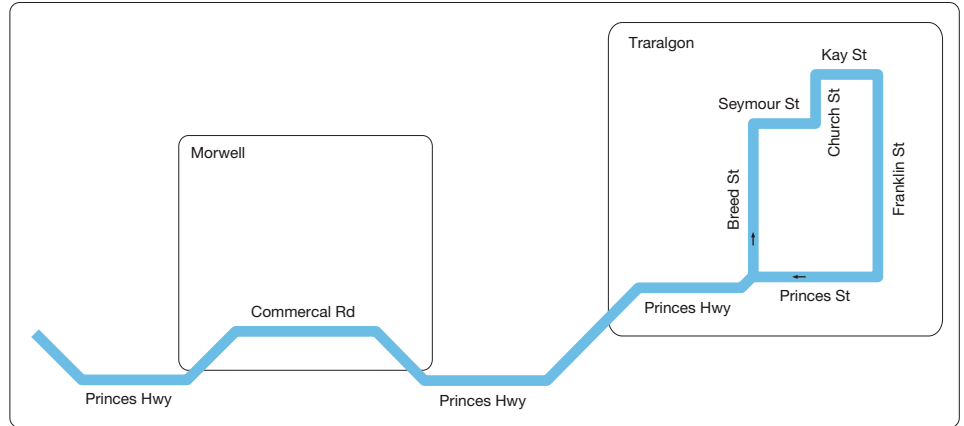 Traralgon
Kay St
Seymour St
Church St
Morwell
Breed St
Franklin St
Princes Hwy
Princes St
Commercal Rd
Princes Hwy
Princes Hwy